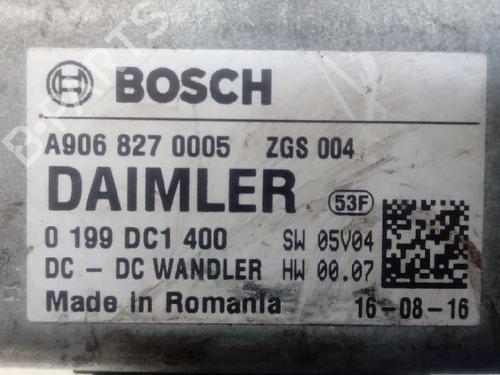 BOSCH
A906 827 0005 ZGS 004
DAIMLER 53F
0 199 DC1 400 SW 05V04
DC - DC WANDLER HW 00.07
Made in Romania 16-08-16
B-PARTS